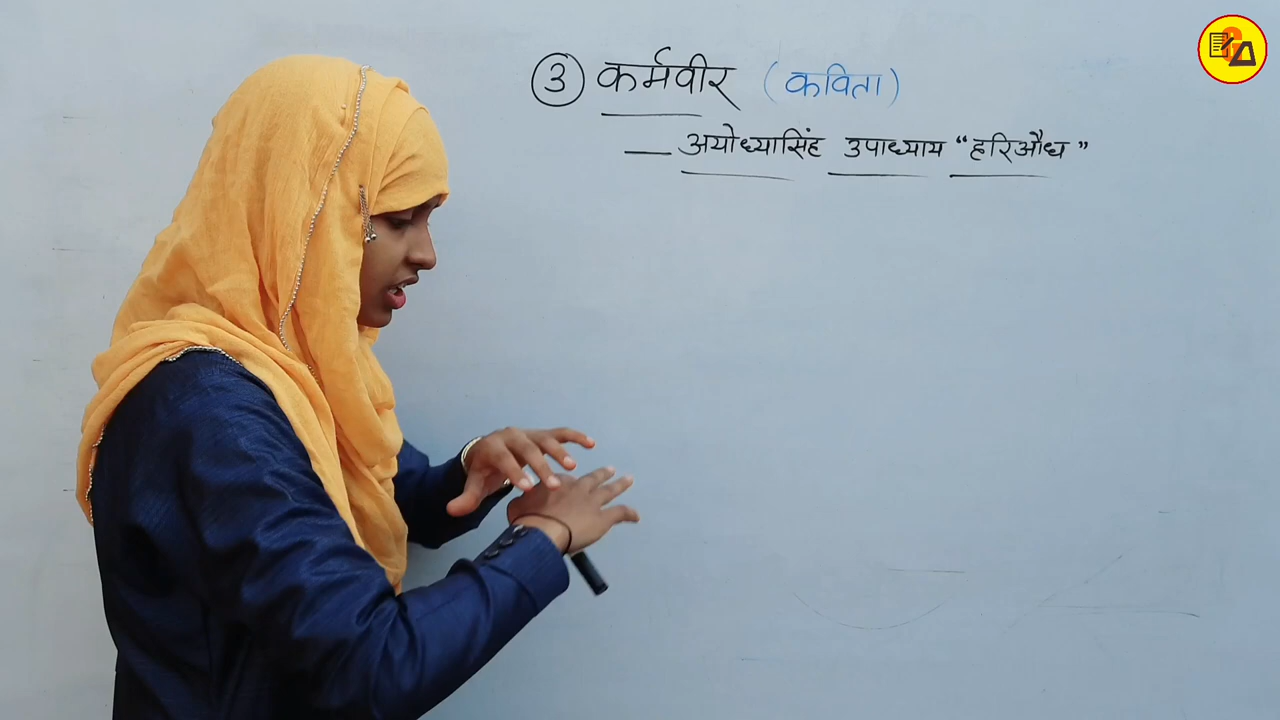 ③ कर्मवीर (कविता)
— अयोध्यासिंह उपाध्याय “हरिऔध”